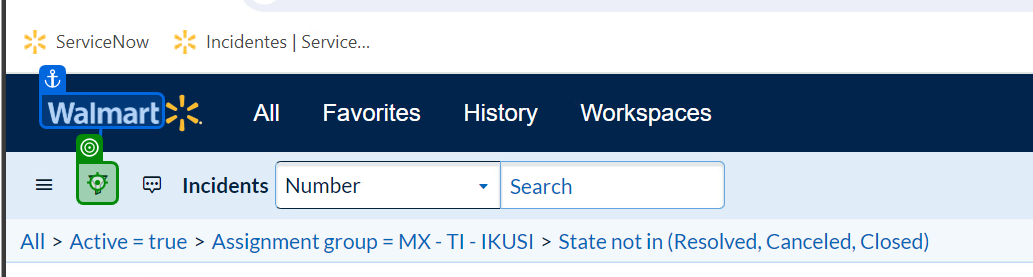 ServiceNow Incidentes | Service...
Walmart All Favorites History Workspaces
Incidents Number Search
All > Active = true > Assignment group = MX - TI - IKUSI > State not in (Resolved, Canceled, Closed)